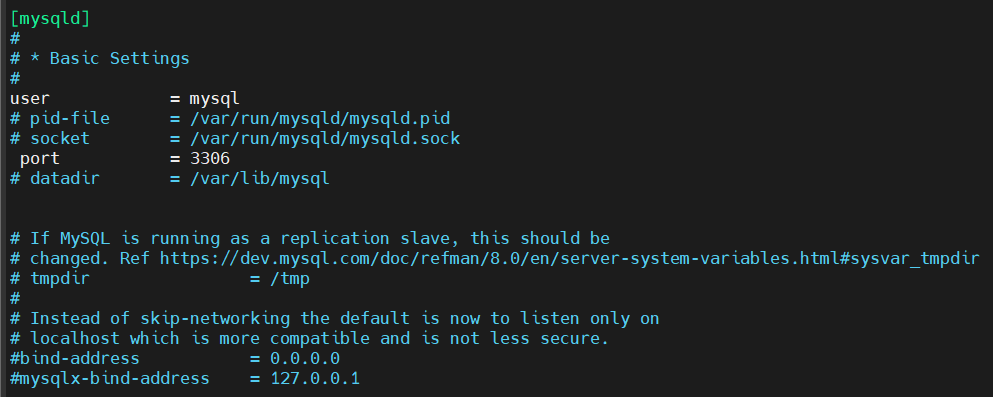 [mysqld]
#
# * Basic Settings
#
user            = mysql
# pid-file      = /var/run/mysqld/mysqld.pid
# socket        = /var/run/mysqld/mysqld.sock
 port           = 3306
# datadir       = /var/lib/mysql
# If MySQL is running as a replication slave, this should be
# changed. Ref https://dev.mysql.com/doc/refman/8.0/en/server-system-variables.html#sysvar_tmpdir
# tmpdir                = /tmp
#
# Instead of skip-networking the default is now to listen only on
# localhost which is more compatible and is not less secure.
#bind-address           = 0.0.0.0
#mysqlx-bind-address    = 127.0.0.1